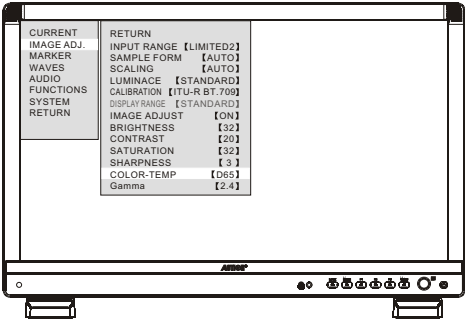 CURRENT
IMAGE ADJ.
MARKER
WAVES
AUDIO
FUNCTIONS
SYSTEM
RETURN
RETURN
INPUT RANGE【LIMITED2】
SAMPLE FORM【AUTO】
SCALING【AUTO】
LUMINACE【STANDARD】
CALIBRATION【ITU-R BT.709】
DISPLAY RANGE【STANDARD】
IMAGE ADJUST【ON】
BRIGHTNESS【32】
CONTRAST【20】
SATURATION【32】
SHARPNESS【 3 】
COLOR-TEMP【D65】
Gamma【2.4】